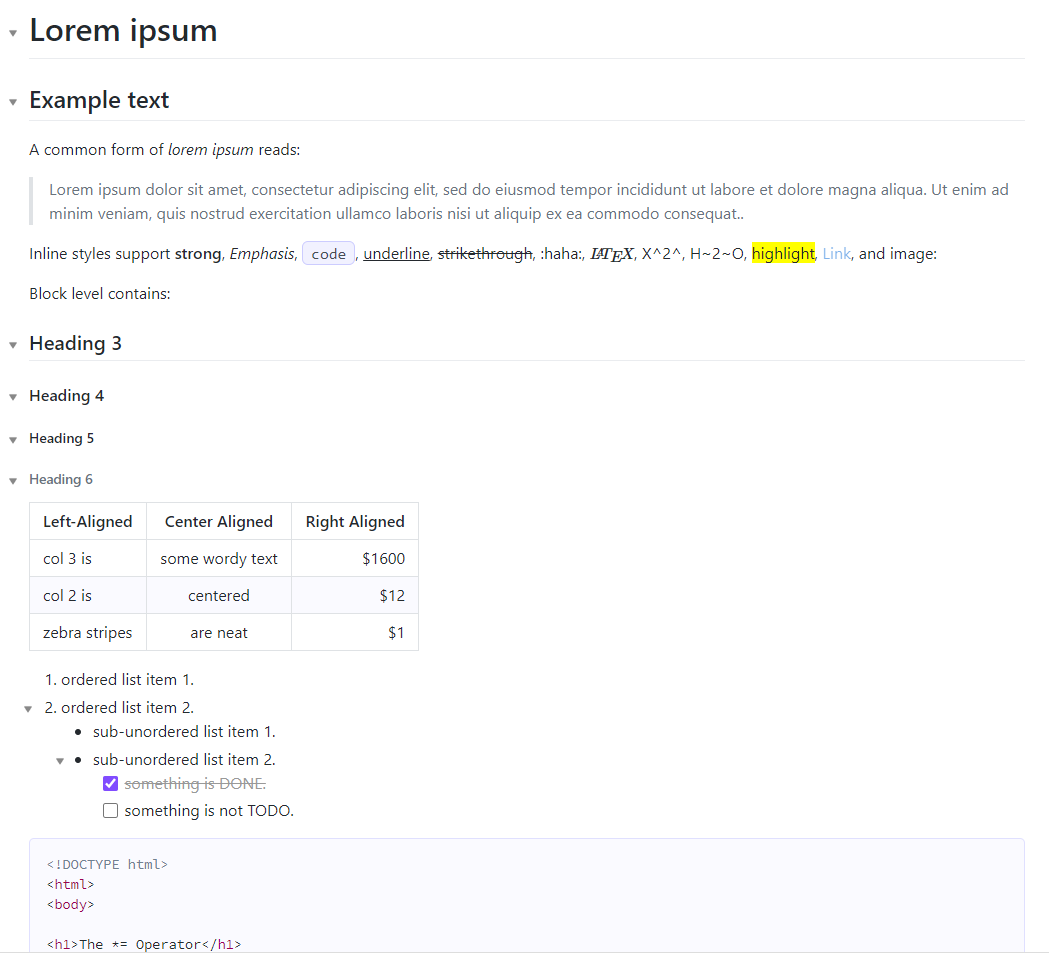 Lorem ipsum
Example text
A common form of lorem ipsum reads:
Lorem ipsum dolor sit amet, consectetur adipiscing elit, sed do eiusmod tempor incididunt ut labore et dolore magna aliqua. Ut enim ad
minim veniam, quis nostrud exercitation ullamco laboris nisi ut aliquip ex ea commodo consequat..
Inline styles support strong, Emphasis, code, underline, strikethrough, :haha:, LATEX, X^2^, H~2~O, highlight, Link, and image:
Block level contains:
Heading 3
Heading 4
Heading 5
Heading 6
Left-Aligned Center Aligned Right Aligned
col 3 is some wordy text $1600
col 2 is centered $12
zebra stripes are neat $1
1. ordered list item 1.
2. ordered list item 2.
• sub-unordered list item 1.
• sub-unordered list item 2.
something is DONE.
something is not TODO.
<!DOCTYPE html>
<html>
<body>
<h1>The *= Operator</h1>